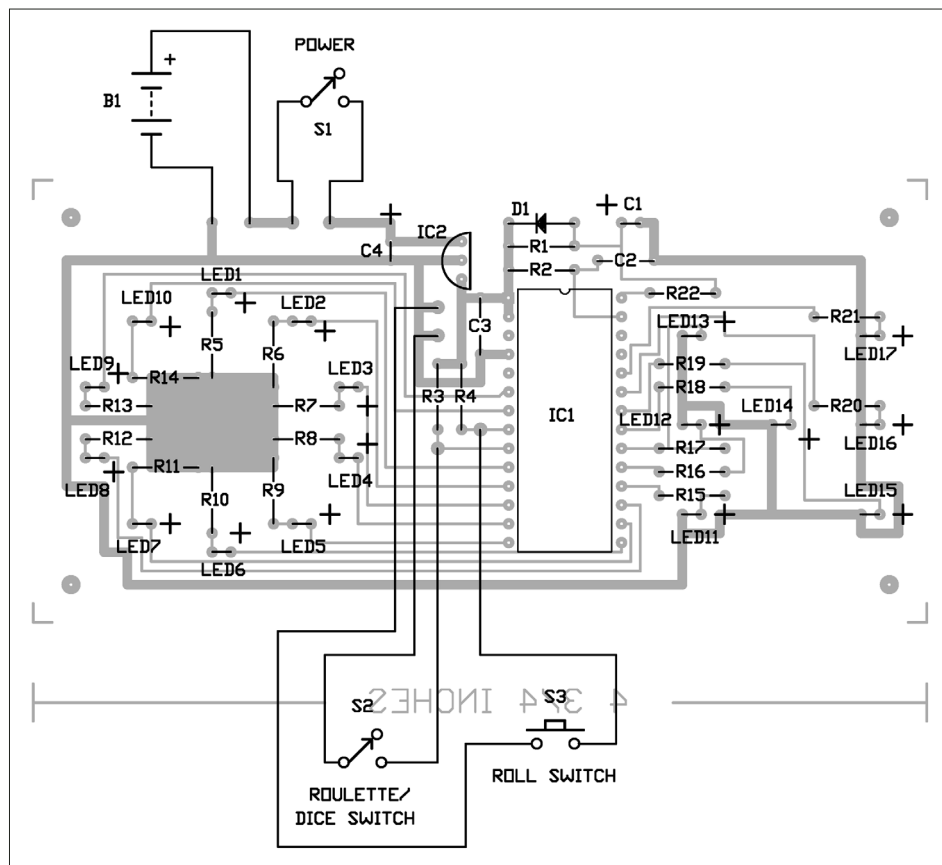 POWER
+
B1
S1
+
D1
+
C1
IC2
C4
R1
R2
C2
LED1
LED10
+
LED2
R22
+
+
C3
LED13
+
R21
+
R5
R6
LED17
LED9
+
R14
LED3
R19
R18
R13
R7
+
R3
R4
IC1
LED12
+
LED14
R20
+
R12
R8
+
+
LED16
R17
LED8
+
R11
LED4
R16
R10
R9
R15
LED15
LED7
+
+
LED5
+
LED6
LED11
+
+
4 3/4 INCHES
S2
S3
ROLL SWITCH
ROULETTE/
DICE SWITCH